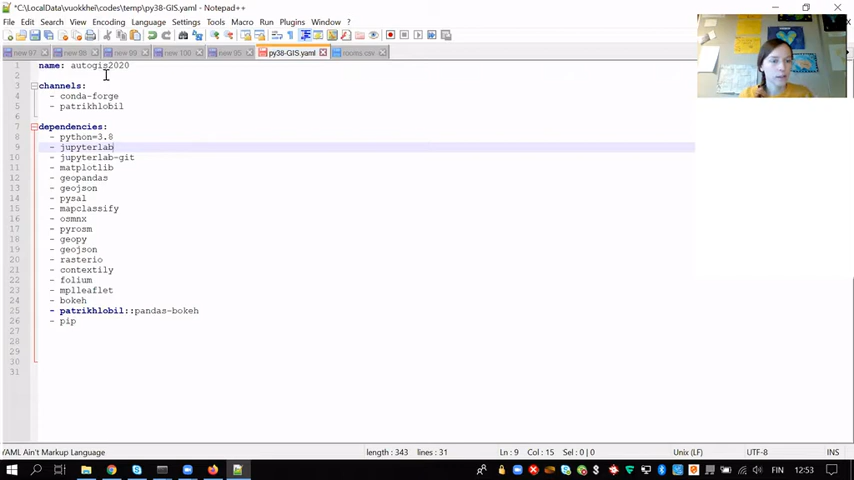 *C:\LocalData\vuokkhei\codes\temp\py38-GIS.yaml - Notepad++
File Edit Search View Encoding Language Settings Tools Macro Run Plugins Window ?
new 97 new 98 new 99 new 100 new 95 py38-GIS.yaml rooms.csv
1 name: autogis2020
2
3 channels:
4 - conda-forge
5 - patrikhlobil
6
7 dependencies:
8 - python=3.8
9 - jupyterlab
10 - jupyterlab-git
11 - matplotlib
12 - geopandas
13 - geojson
14 - pysal
15 - mapclassify
16 - osmnx
17 - pyrosm
18 - geopy
19 - geojson
20 - rasterio
21 - contextily
22 - folium
23 - mplleaflet
24 - bokeh
25 - patrikhlobil::pandas-bokeh
26 - pip
27
28
29
30
31
YAML Ain't Markup Language length : 343 lines : 31 Ln : 9 Col : 15 Sel : 0 | 0 Unix (LF) UTF-8 INS
FIN 12:53